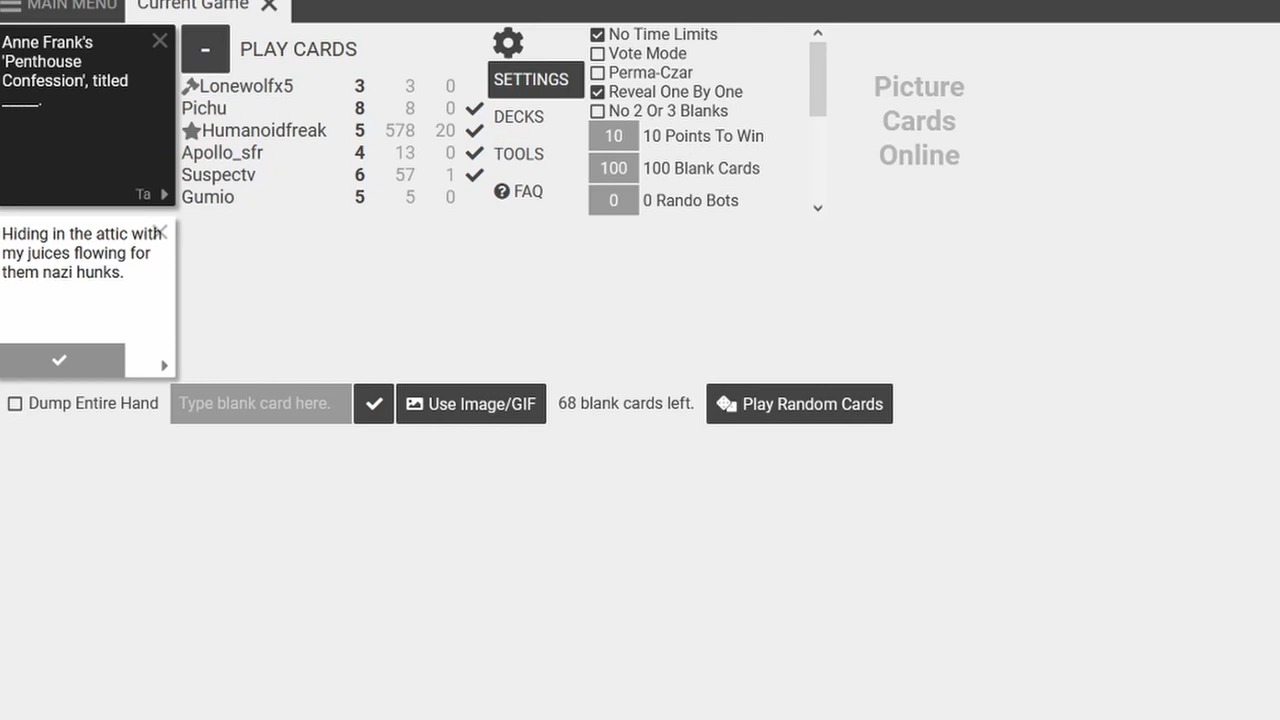 MAIN MENU Current Game
Anne Frank's
'Penthouse
Confession', titled
_____.
Ta
Hiding in the attic with
my juices flowing for
them nazi hunks.
- PLAY CARDS
Lonewolfx5 3 3 0
Pichu 8 8 0
Humanoidfreak 5 578 20
Apollo_sfr 4 13 0
Suspectv 6 57 1
Gumio 5 5 0
SETTINGS
DECKS
TOOLS
FAQ
No Time Limits
Vote Mode
Perma-Czar
Reveal One By One
No 2 Or 3 Blanks
10 10 Points To Win
100 100 Blank Cards
0 0 Rando Bots
Picture
Cards
Online
Dump Entire Hand Type blank card here. Use Image/GIF 68 blank cards left. Play Random Cards